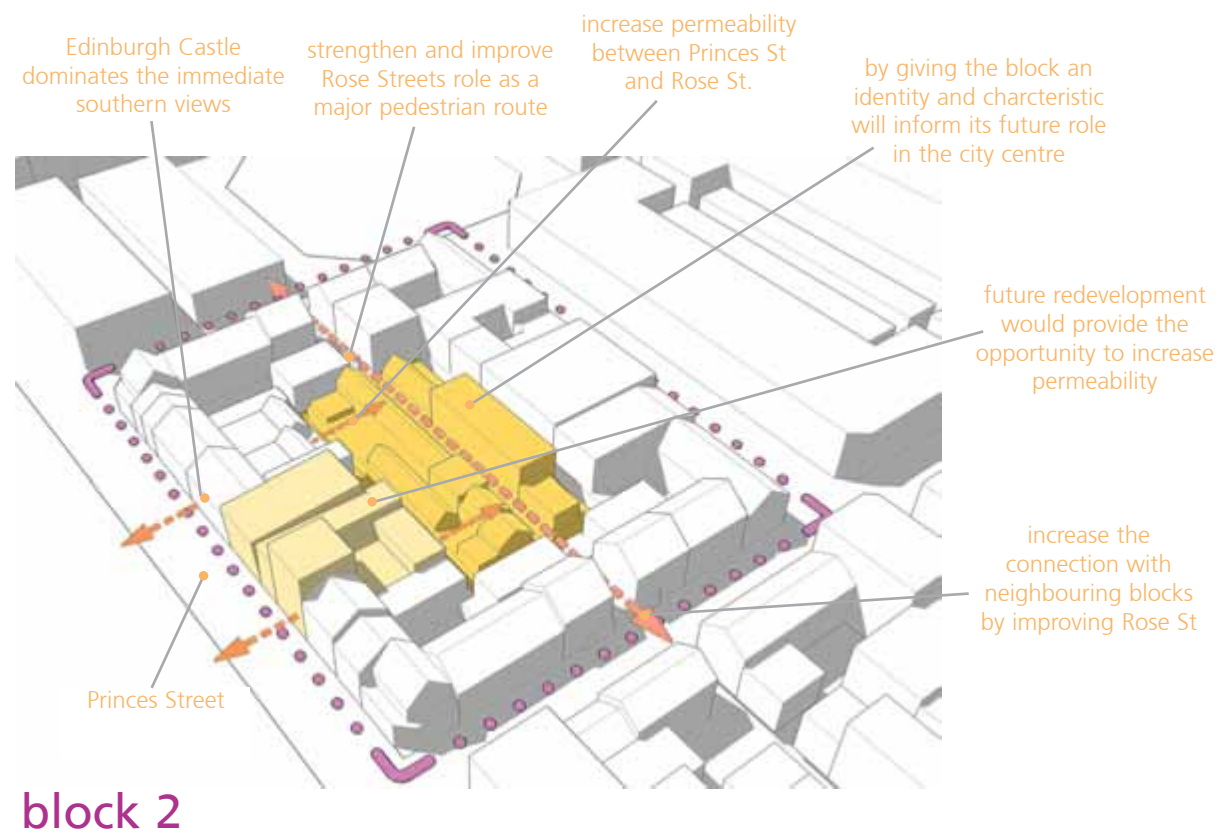 Edinburgh Castle
dominates the immediate
southern views
strengthen and improve
Rose Streets role as a
major pedestrian route
increase permeability
between Princes St
and Rose St.
by giving the block an
identity and charcteristic
will inform its future role
in the city centre
future redevelopment
would provide the
opportunity to increase
permeability
increase the
connection with
neighbouring blocks
by improving Rose St
Princes Street
block 2